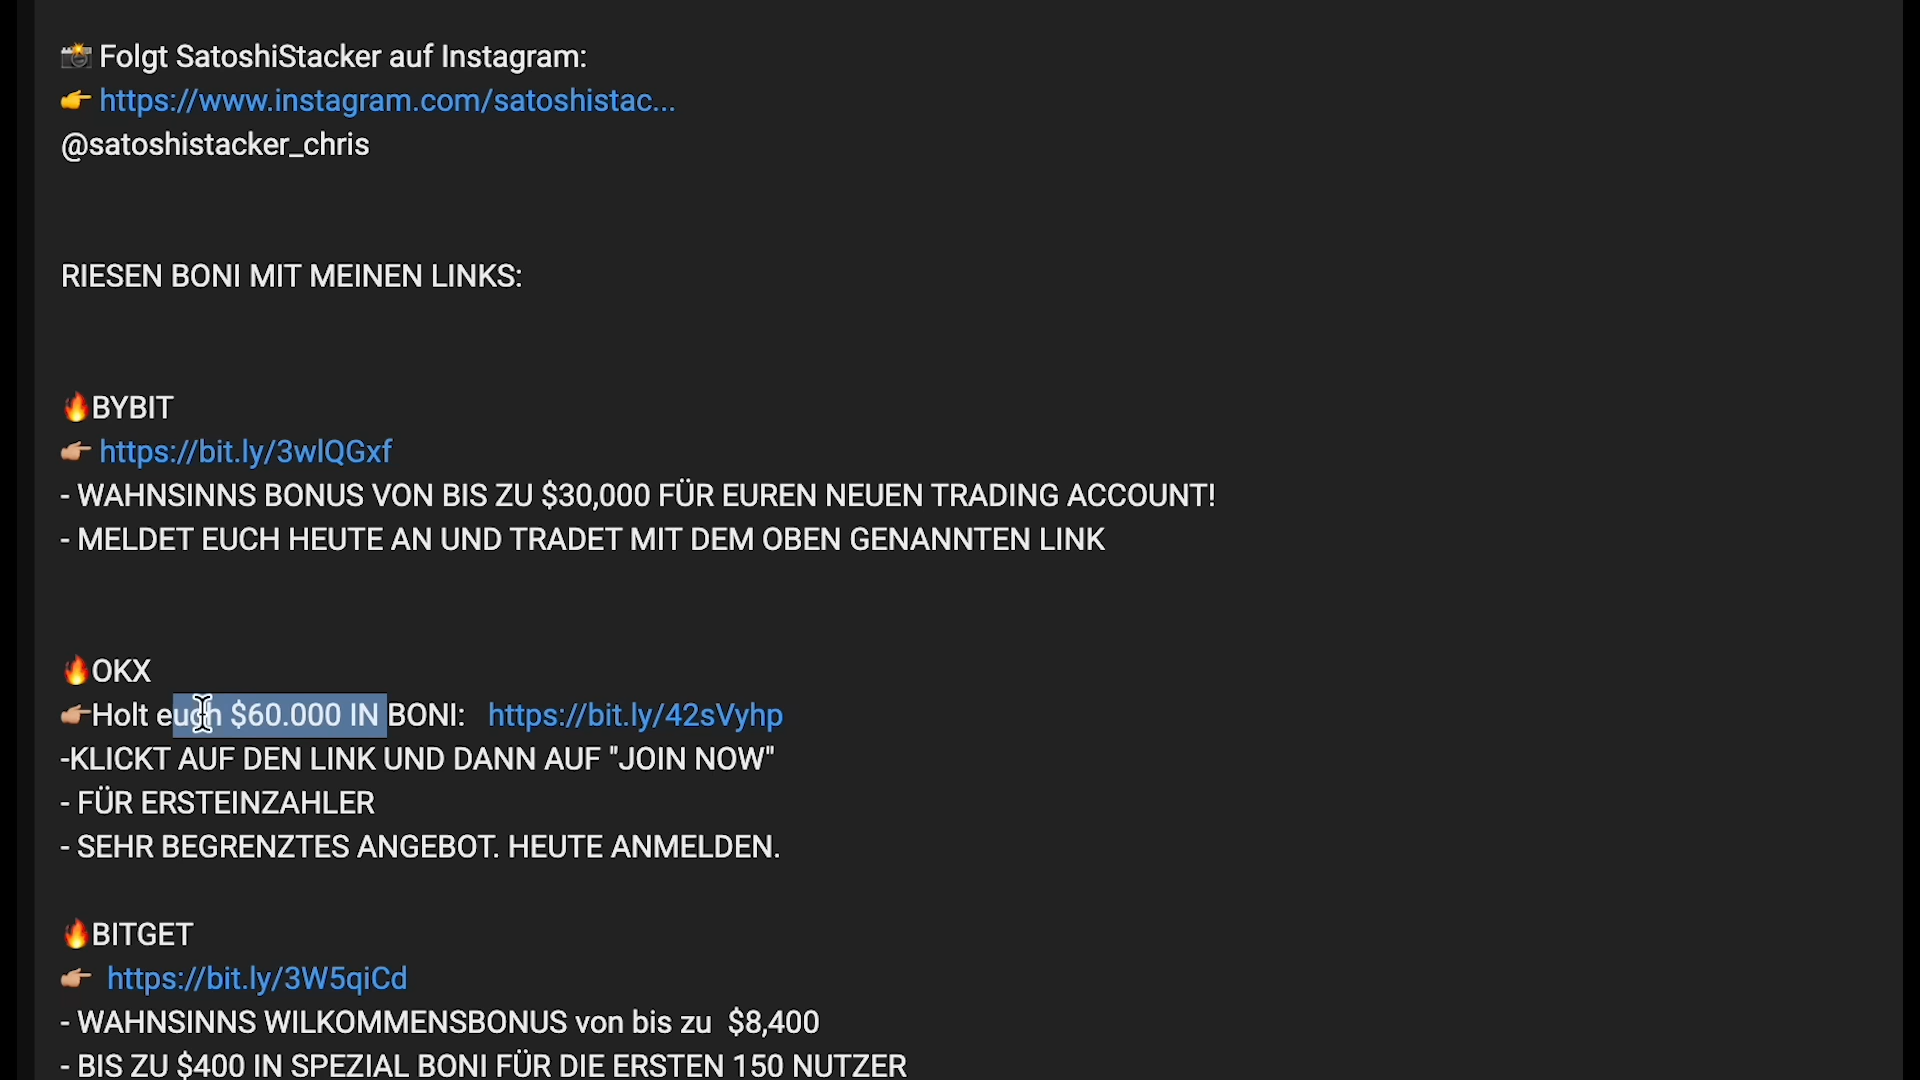 📸 Folgt SatoshiStacker auf Instagram:
👉 https://www.instagram.com/satoshistac...
@satoshistacker_chris
RIESEN BONI MIT MEINEN LINKS:
🔥BYBIT
👉🏼 https://bit.ly/3wlQGxf
- WAHNSINNS BONUS VON BIS ZU $30,000 FÜR EUREN NEUEN TRADING ACCOUNT!
- MELDET EUCH HEUTE AN UND TRADET MIT DEM OBEN GENANNTEN LINK
🔥OKX
👉🏼Holt euch $60.000 IN BONI: https://bit.ly/42sVyhp
-KLICKT AUF DEN LINK UND DANN AUF "JOIN NOW"
- FÜR ERSTEINZAHLER
- SEHR BEGRENZTES ANGEBOT. HEUTE ANMELDEN.
🔥BITGET
👉🏼 https://bit.ly/3W5qiCd
- WAHNSINNS WILKOMMENSBONUS von bis zu $8,400
- BIS ZU $400 IN SPEZIAL BONI FÜR DIE ERSTEN 150 NUTZER